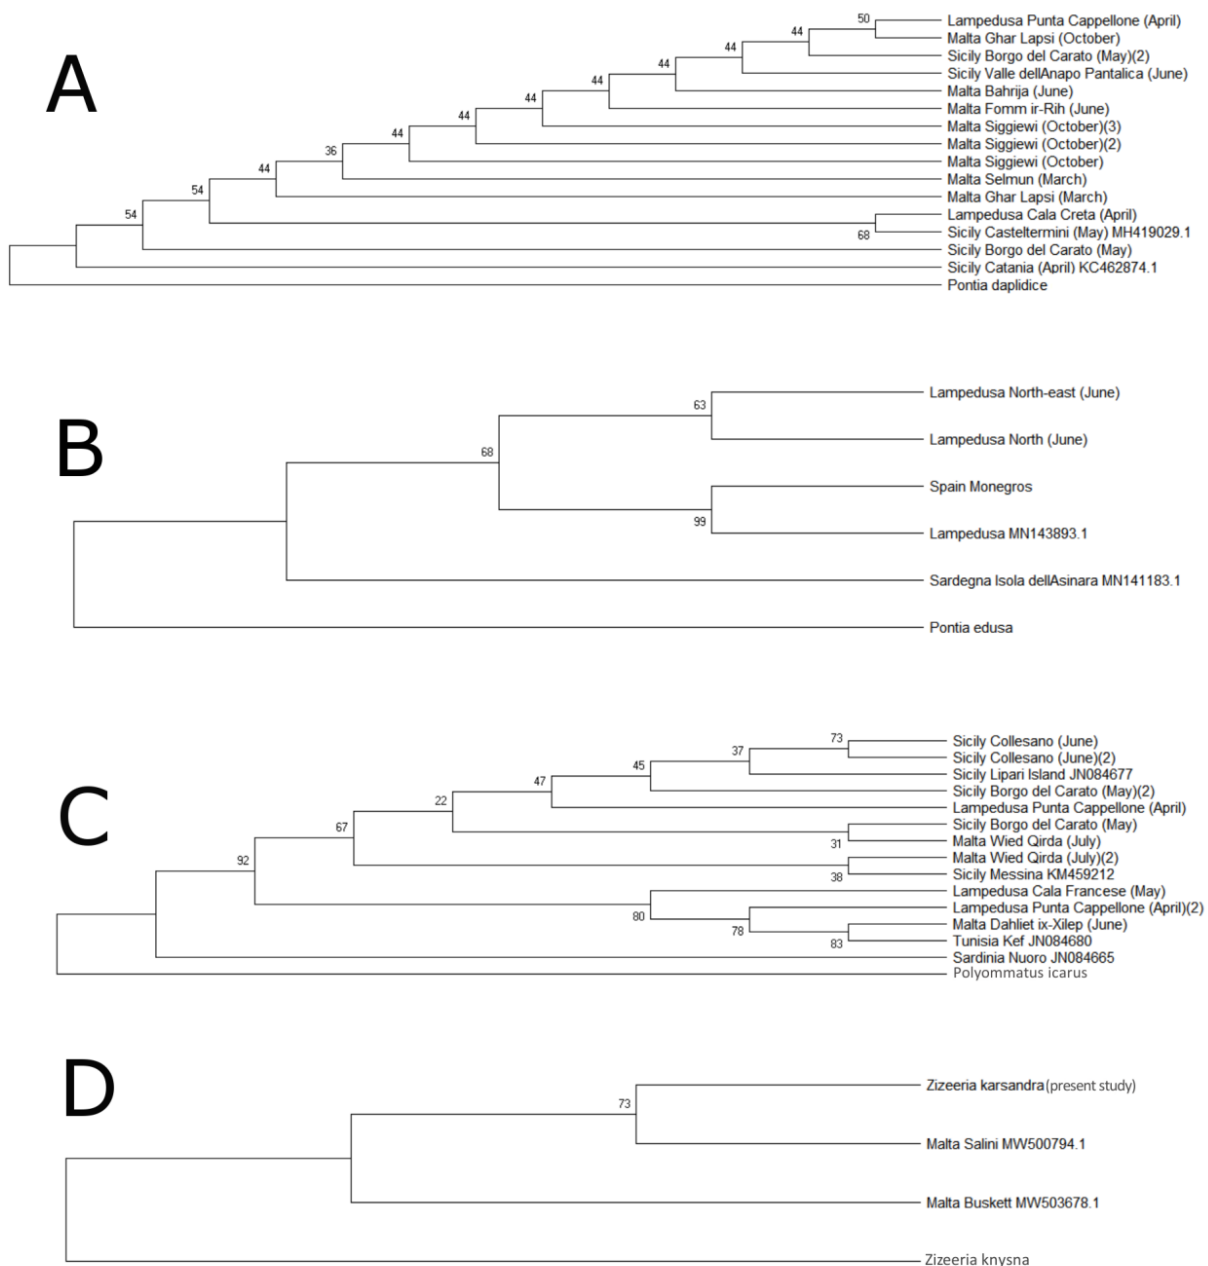 A
50
Lampedusa Punta Cappellone (April)
44
Malta Ghar Lapsi (October)
44
Sicily Borgo del Carato (May)(2)
44
Sicily Valle dellAnapo Pantalica (June)
44
Malta Bahrija (June)
44
Malta Fomm ir-Rih (June)
44
Malta Siggiewi (October)(3)
44
Malta Siggiewi (October)(2)
36
Malta Siggiewi (October)
44
Malta Selmun (March)
54
Malta Ghar Lapsi (March)
54
Lampedusa Cala Creta (April)
68
Sicily Casteltermini (May) MH419029.1
Sicily Borgo del Carato (May)
Sicily Catania (April) KC462874.1
Pontia daplidice
B
Lampedusa North-east (June)
63
Lampedusa North (June)
68
Spain Monegros
99
Lampedusa MN143893.1
Sardegna Isola dellAsinara MN141183.1
Pontia edusa
C
73
Sicily Collesano (June)
37
Sicily Collesano (June)(2)
45
Sicily Lipari Island JN084677
47
Sicily Borgo del Carato (May)(2)
22
Lampedusa Punta Cappellone (April)
67
Sicily Borgo del Carato (May)
31
Malta Wied Qirda (July)
92
Malta Wied Qirda (July)(2)
38
Sicily Messina KM459212
Lampedusa Cala Francese (May)
80
Lampedusa Punta Cappellone (April)(2)
78
Malta Dahliet ix-Xilep (June)
83
Tunisia Kef JN084680
Sardinia Nuoro JN084665
Polyommatus icarus
D
Zizeeria karsandra (present study)
73
Malta Salini MW500794.1
Malta Buskett MW503678.1
Zizeeria knysna